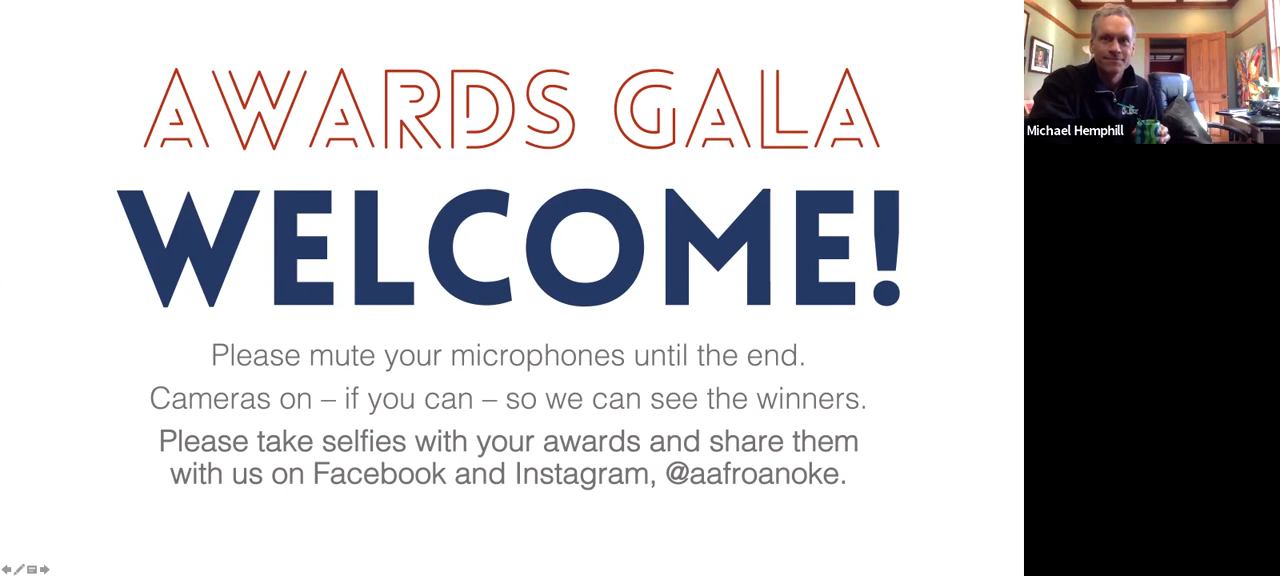 AWARDS GALA
WELCOME!
Please mute your microphones until the end.
Cameras on – if you can – so we can see the winners.
Please take selfies with your awards and share them
with us on Facebook and Instagram, @aafroanoke.
Michael Hemphill